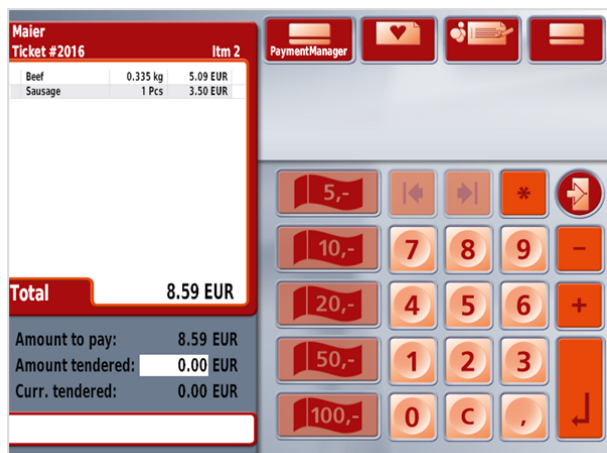 Maier
Ticket #2016 Itm 2
Beef 0.335 kg 5.09 EUR
Sausage 1 Pcs 3.50 EUR
Total 8.59 EUR
Amount to pay: 8.59 EUR
Amount tendered: 0.00 EUR
Curr. tendered: 0.00 EUR
PaymentManager
5,- *
10,- 7 8 9 -
20,- 4 5 6 +
50,- 1 2 3
100,- 0 C ,